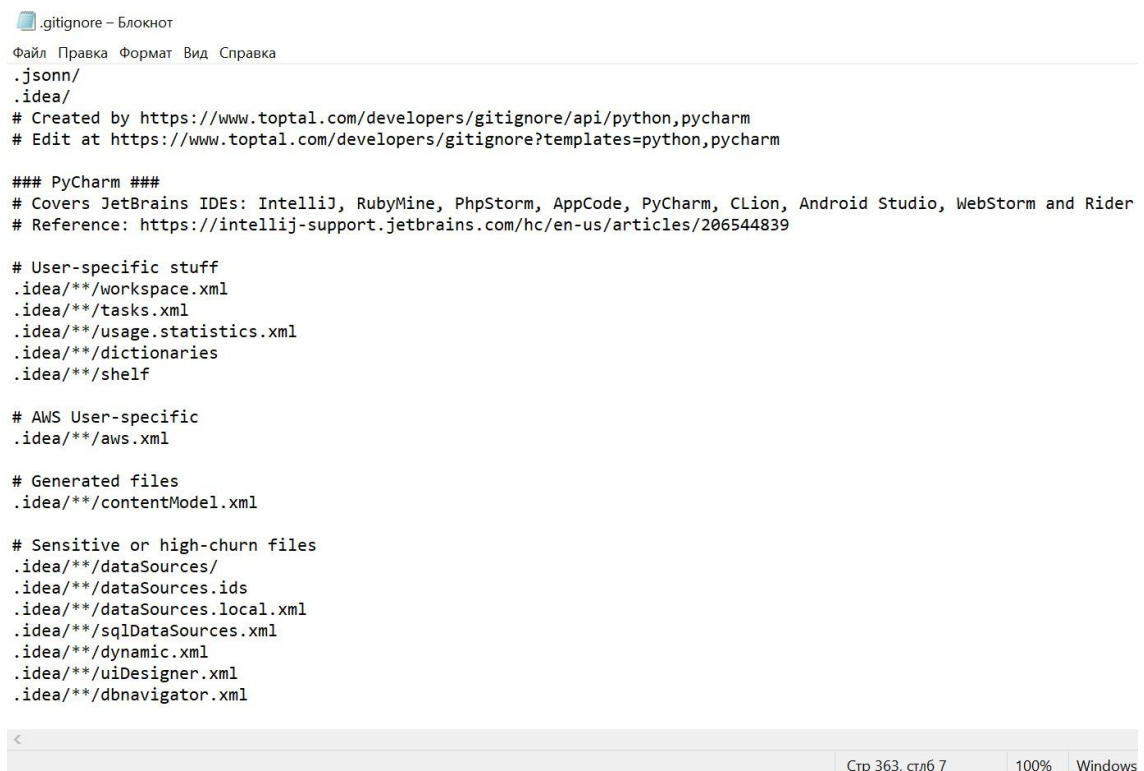 .gitignore – Блокнот
Файл Правка Формат Вид Справка
.jsonn/
.idea/
# Created by https://www.toptal.com/developers/gitignore/api/python,pycharm
# Edit at https://www.toptal.com/developers/gitignore?templates=python,pycharm
### PyCharm ###
# Covers JetBrains IDEs: IntelliJ, RubyMine, PhpStorm, AppCode, PyCharm, CLion, Android Studio, WebStorm and Rider
# Reference: https://intellij-support.jetbrains.com/hc/en-us/articles/206544839
# User-specific stuff
.idea/**/workspace.xml
.idea/**/tasks.xml
.idea/**/usage.statistics.xml
.idea/**/dictionaries
.idea/**/shelf
# AWS User-specific
.idea/**/aws.xml
# Generated files
.idea/**/contentModel.xml
# Sensitive or high-churn files
.idea/**/dataSources/
.idea/**/dataSources.ids
.idea/**/dataSources.local.xml
.idea/**/sqlDataSources.xml
.idea/**/dynamic.xml
.idea/**/uiDesigner.xml
.idea/**/dbnavigator.xml
Стр 363, стлб 7 100% Windows